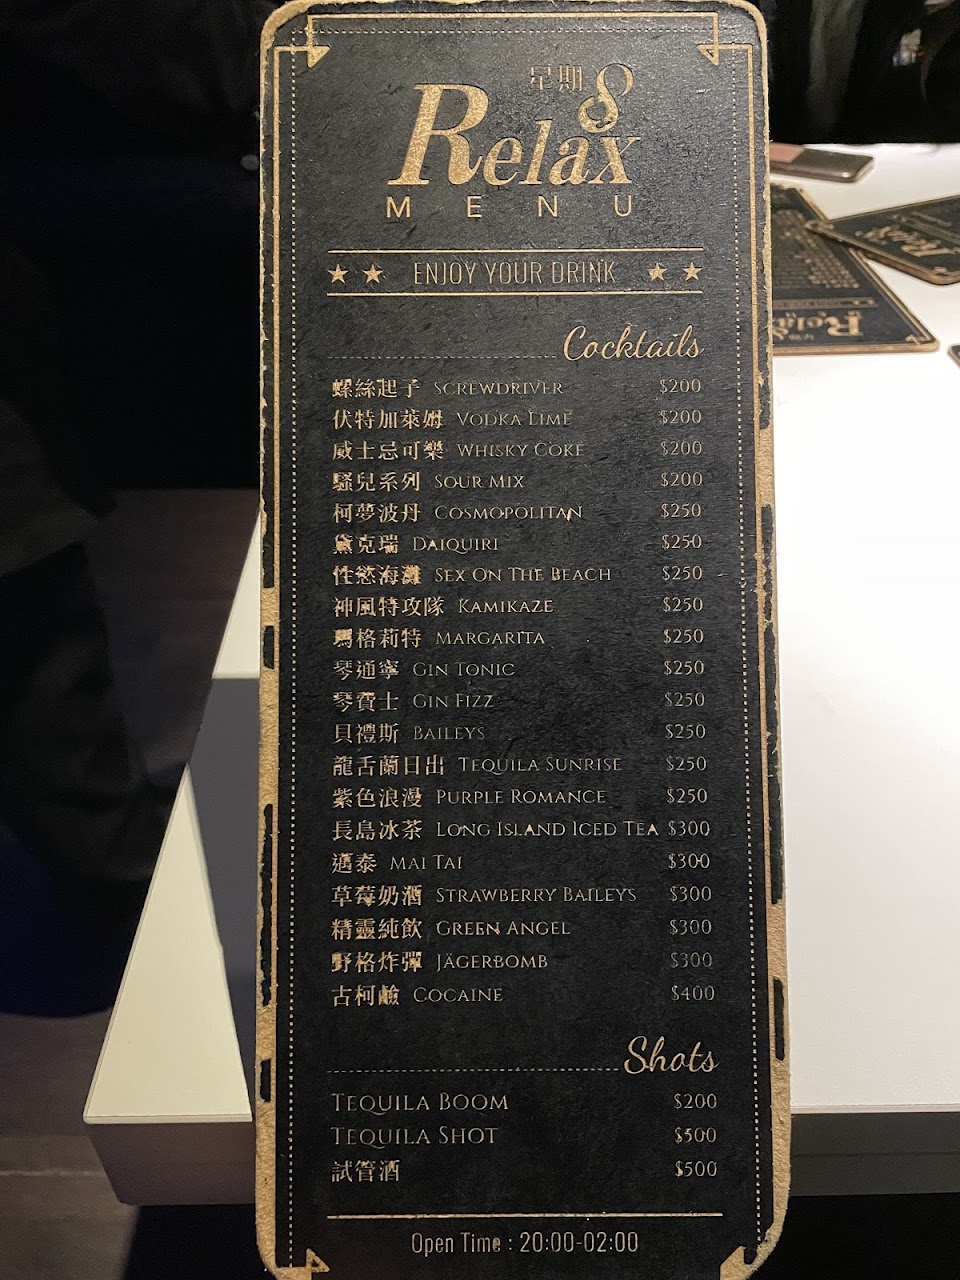 星期8
Relax
MENU
ENJOY YOUR DRINK
Cocktails
螺絲起子 SCREWDRIVER $200
伏特加萊姆 VODKA LIME $200
威士忌可樂 WHISKY COKE $200
騷兒系列 SOUR MIX $200
柯夢波丹 COSMOPOLITAN $250
黛克瑞 DAIQUIRI $250
性慾海灘 SEX ON THE BEACH $250
神風特攻隊 KAMIKAZE $250
瑪格莉特 MARGARITA $250
琴通寧 GIN TONIC $250
琴費士 GIN FIZZ $250
貝禮斯 BAILEYS $250
龍舌蘭日出 TEQUILA SUNRISE $250
紫色浪漫 PURPLE ROMANCE $250
長島冰茶 LONG ISLAND ICED TEA $300
邁泰 MAI TAI $300
草莓奶酒 STRAWBERRY BAILEYS $300
精靈純飲 GREEN ANGEL $300
野格炸彈 JÄGERBOMB $300
古柯鹼 COCAINE $400
Shots
TEQUILA BOOM $200
TEQUILA SHOT $300
試管酒 $500
Open Time : 20:00-02:00
Relax